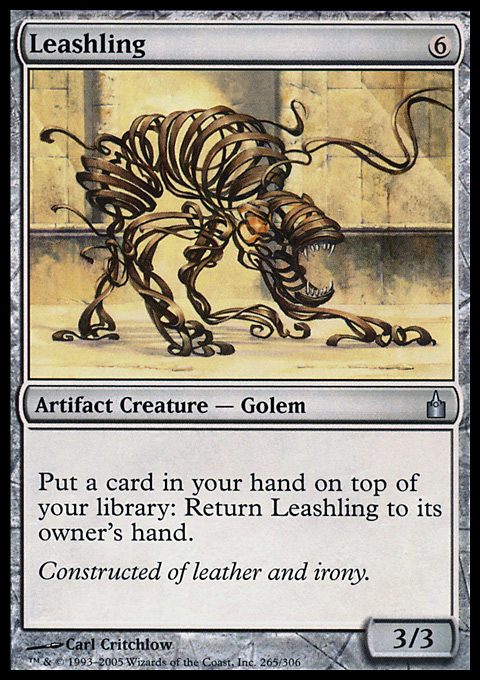 Leashling 6
Artifact Creature — Golem
Put a card in your hand on top of
your library: Return Leashling to its
owner's hand.
Constructed of leather and irony.
Carl Critchlow
3/3
™ & © 1993–2005 Wizards of the Coast, Inc. 265/306